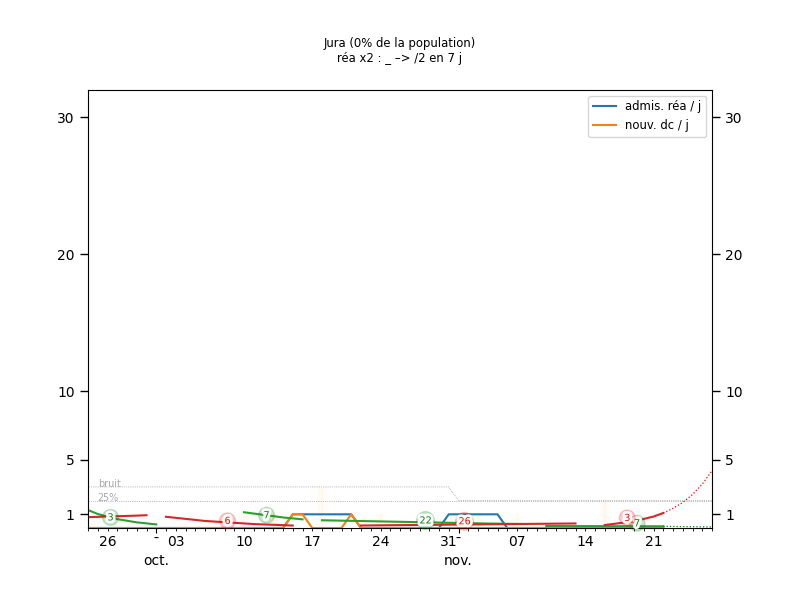 Jura (0% de la population)
réa x2 : _ –> /2 en 7 j
admis. réa / j
nouv. dc / j
30 30
20 20
10 10
5 5
1 1
bruit
25%
3 6 7 22 26 3 7
26 - 03 10 17 24 31 - 07 14 21
oct. nov.